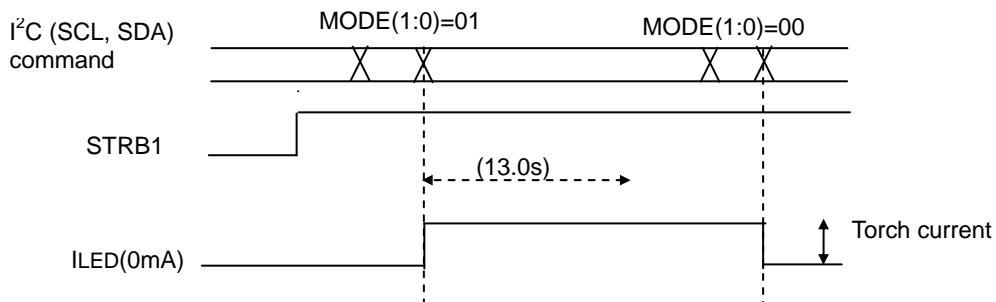 MODE(1:0)=01
MODE(1:0)=00
I²C (SCL, SDA)
command
STRB1
(13.0s)
Torch current
ILED(0mA)